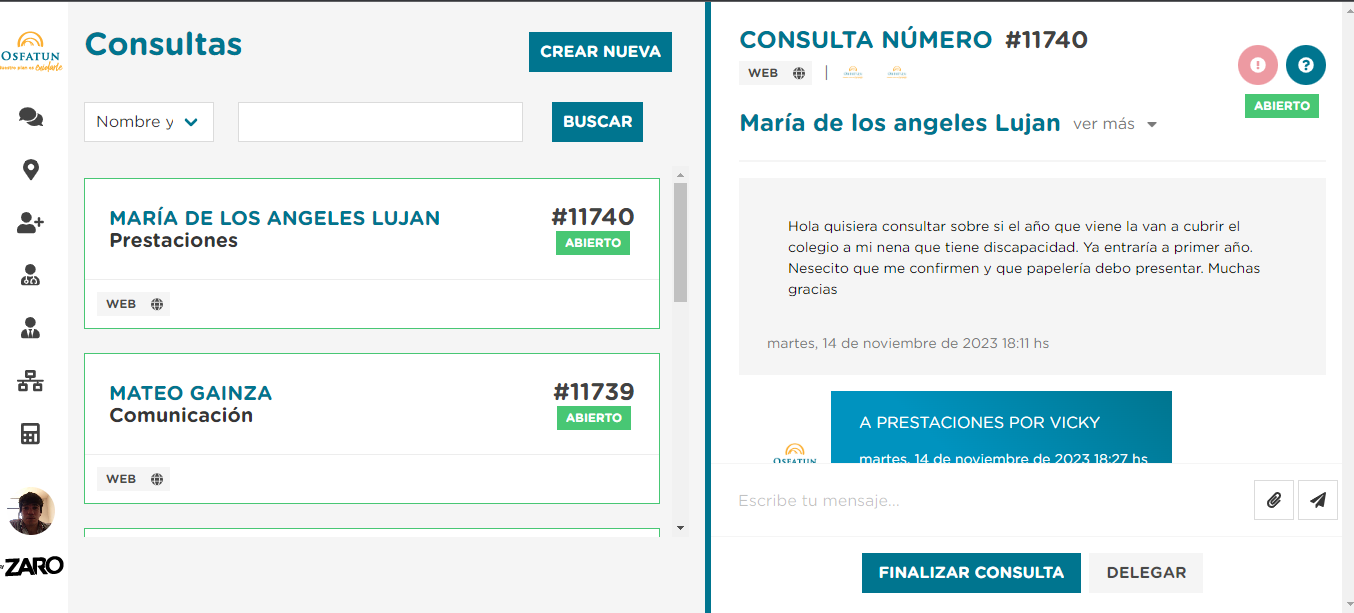 OSFATUN
Consultas
CREAR NUEVA
Nombre y
BUSCAR
MARÍA DE LOS ANGELES LUJAN
#11740
Prestaciones
ABIERTO
WEB
MATEO GAINZA
#11739
Comunicación
ABIERTO
WEB
ZARO
CONSULTA NÚMERO #11740
WEB
ABIERTO
María de los angeles Lujan ver más
Hola quisiera consultar sobre si el año que viene la van a cubrir el
colegio a mi nena que tiene discapacidad. Ya entraría a primer año.
Nesecito que me confirmen y que papelería debo presentar. Muchas
gracias
martes, 14 de noviembre de 2023 18:11 hs
A PRESTACIONES POR VICKY
OSFATUN
martes, 14 de noviembre de 2023 18:27 hs
Escribe tu mensaje...
FINALIZAR CONSULTA
DELEGAR